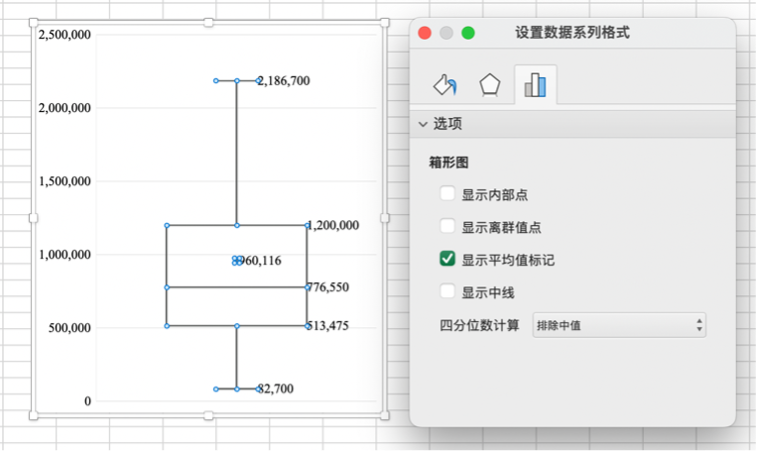 2,500,000
2,000,000
1,500,000
1,000,000
500,000
0
2,186,700
1,200,000
960,116
776,550
513,475
82,700
设置数据系列格式
选项
箱形图
显示内部点
显示离群值点
显示平均值标记
显示中线
四分位数计算 排除中值